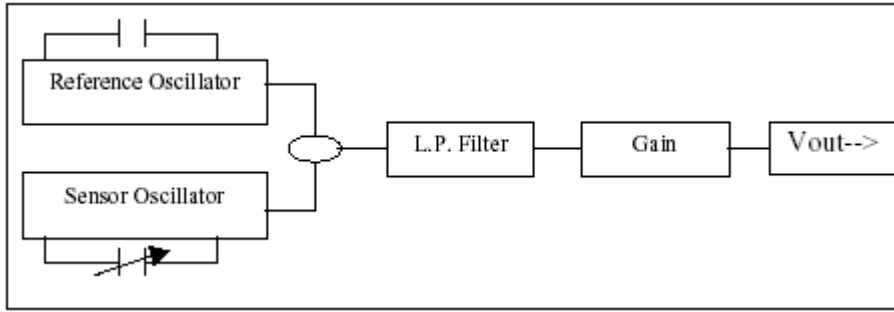 Reference Oscillator
L.P. Filter
Gain
Vout-->
Sensor Oscillator